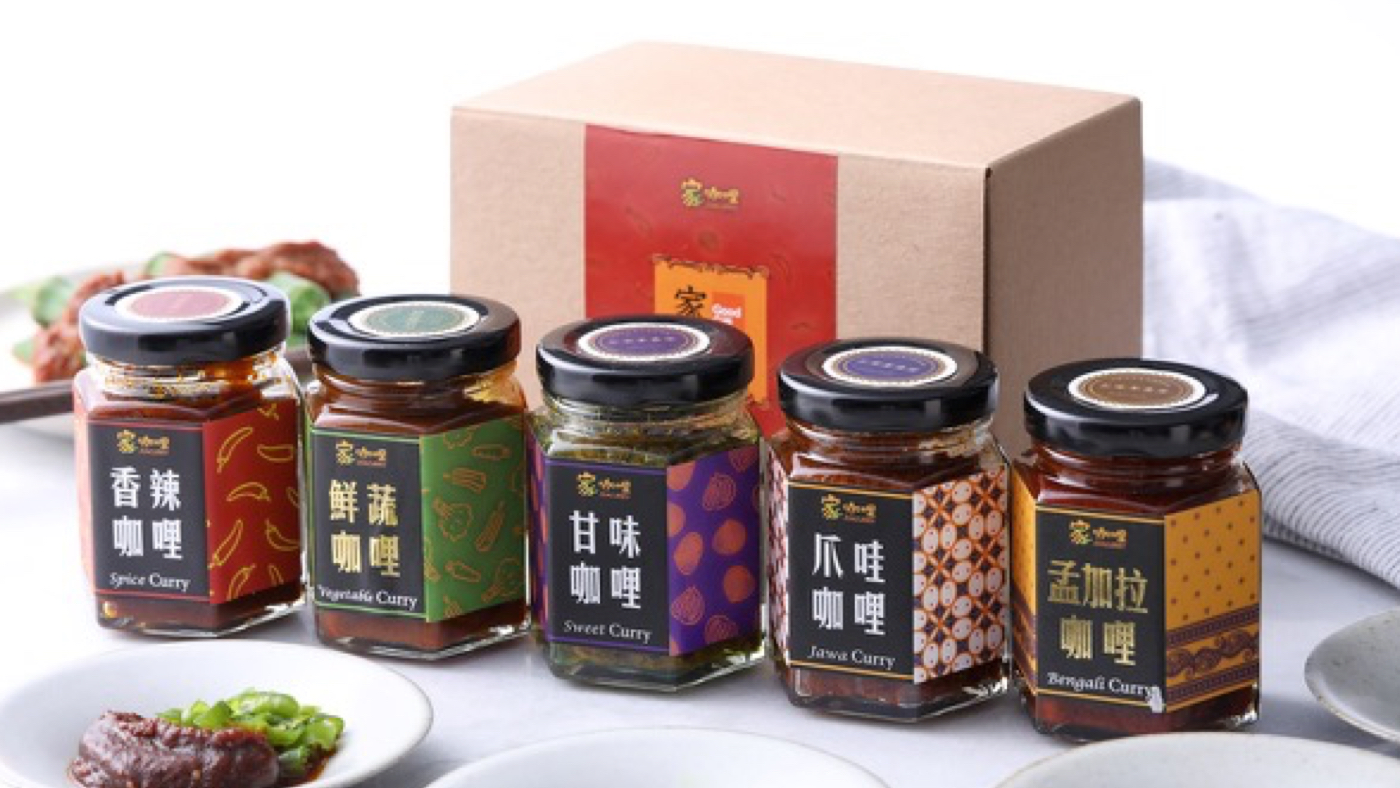 家咖哩
家
Good
家咖哩
香辣
咖哩
Spice Curry
家咖哩
鮮蔬
咖哩
Vegetable Curry
家咖哩
甘味
咖哩
Sweet Curry
家咖哩
爪哇
咖哩
Jawa Curry
家咖哩
孟加拉
咖哩
Bengali Curry